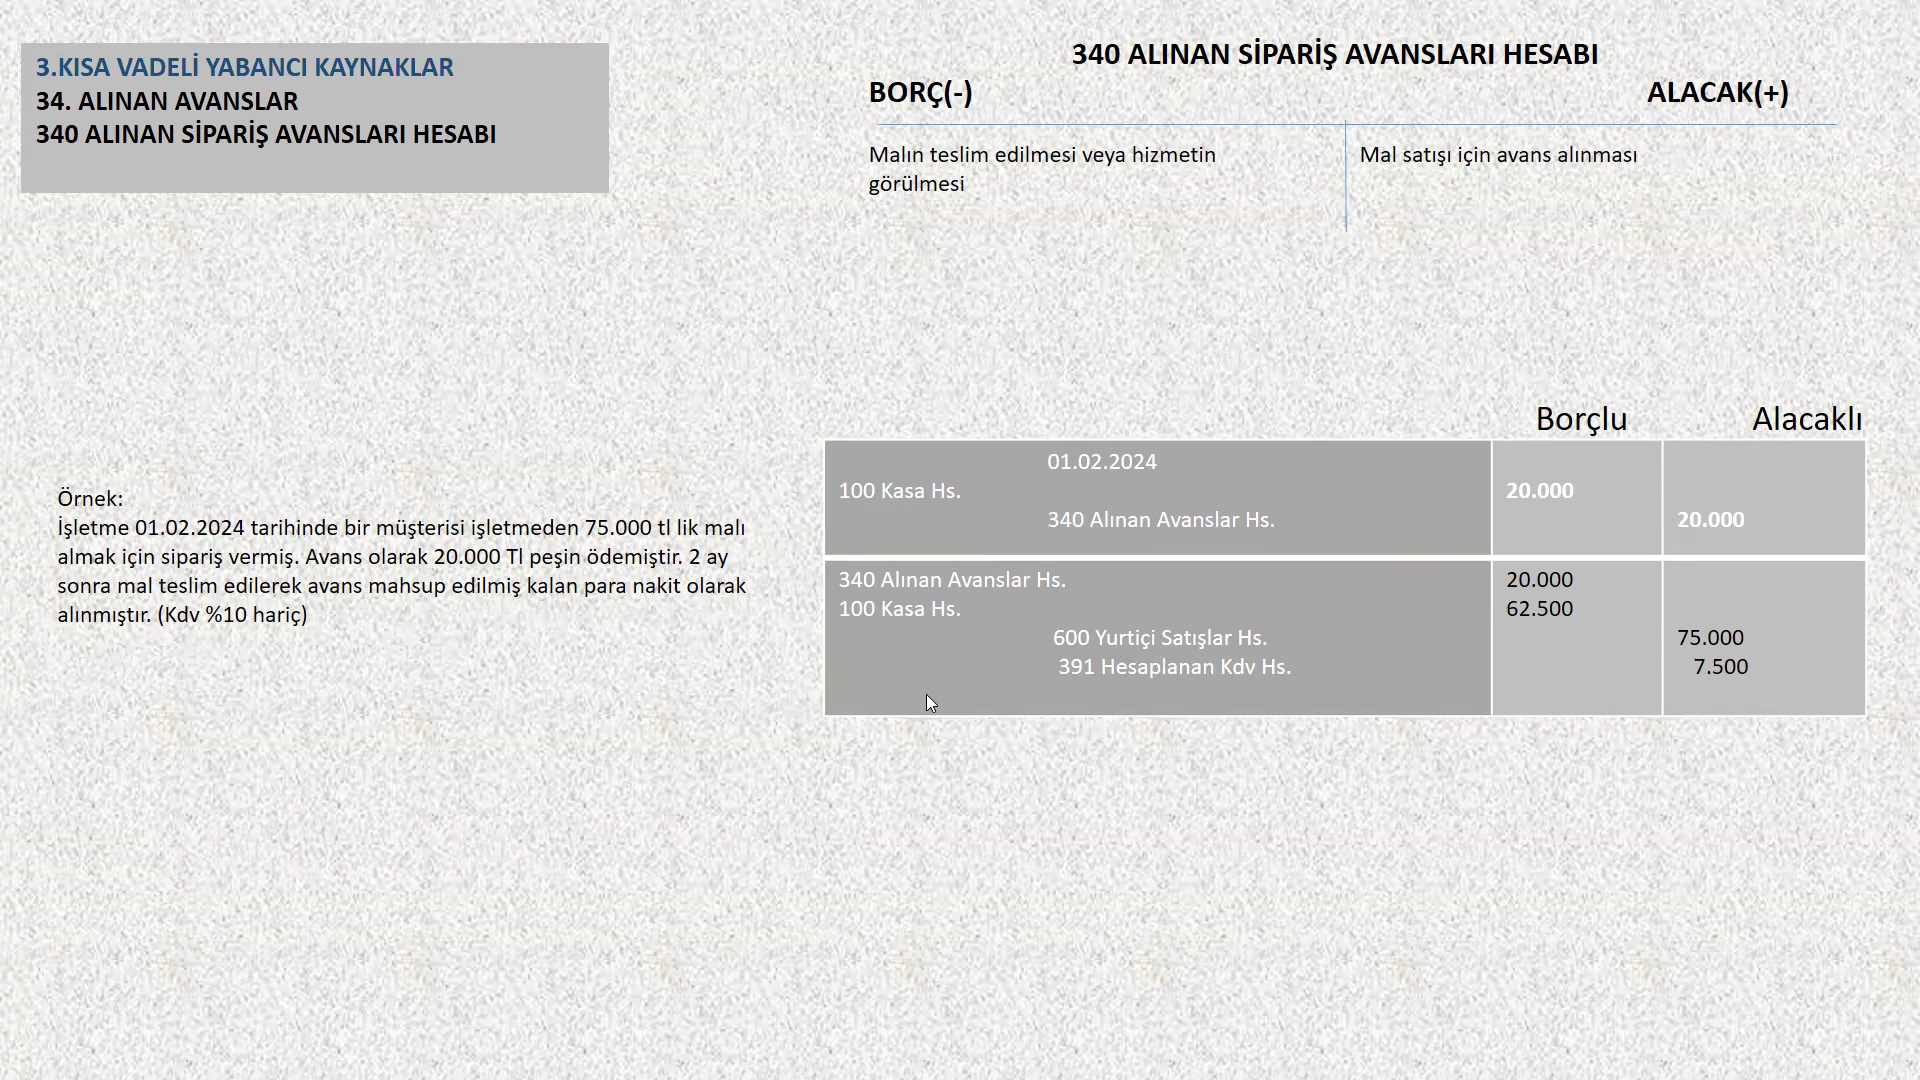 3.KISA VADELİ YABANCI KAYNAKLAR
34. ALINAN AVANSLAR
340 ALINAN SİPARİŞ AVANSLARI HESABI
340 ALINAN SİPARİŞ AVANSLARI HESABI
BORÇ(-) ALACAK(+)
Malın teslim edilmesi veya hizmetin
görülmesi
Mal satışı için avans alınması
Örnek:
İşletme 01.02.2024 tarihinde bir müşterisi işletmeden 75.000 tl lik malı
almak için sipariş vermiş. Avans olarak 20.000 Tl peşin ödemiştir. 2 ay
sonra mal teslim edilerek avans mahsup edilmiş kalan para nakit olarak
alınmıştır. (Kdv %10 hariç)
Borçlu Alacaklı
01.02.2024
100 Kasa Hs. 20.000
340 Alınan Avanslar Hs. 20.000
340 Alınan Avanslar Hs. 20.000
100 Kasa Hs. 62.500
600 Yurtiçi Satışlar Hs. 75.000
391 Hesaplanan Kdv Hs. 7.500